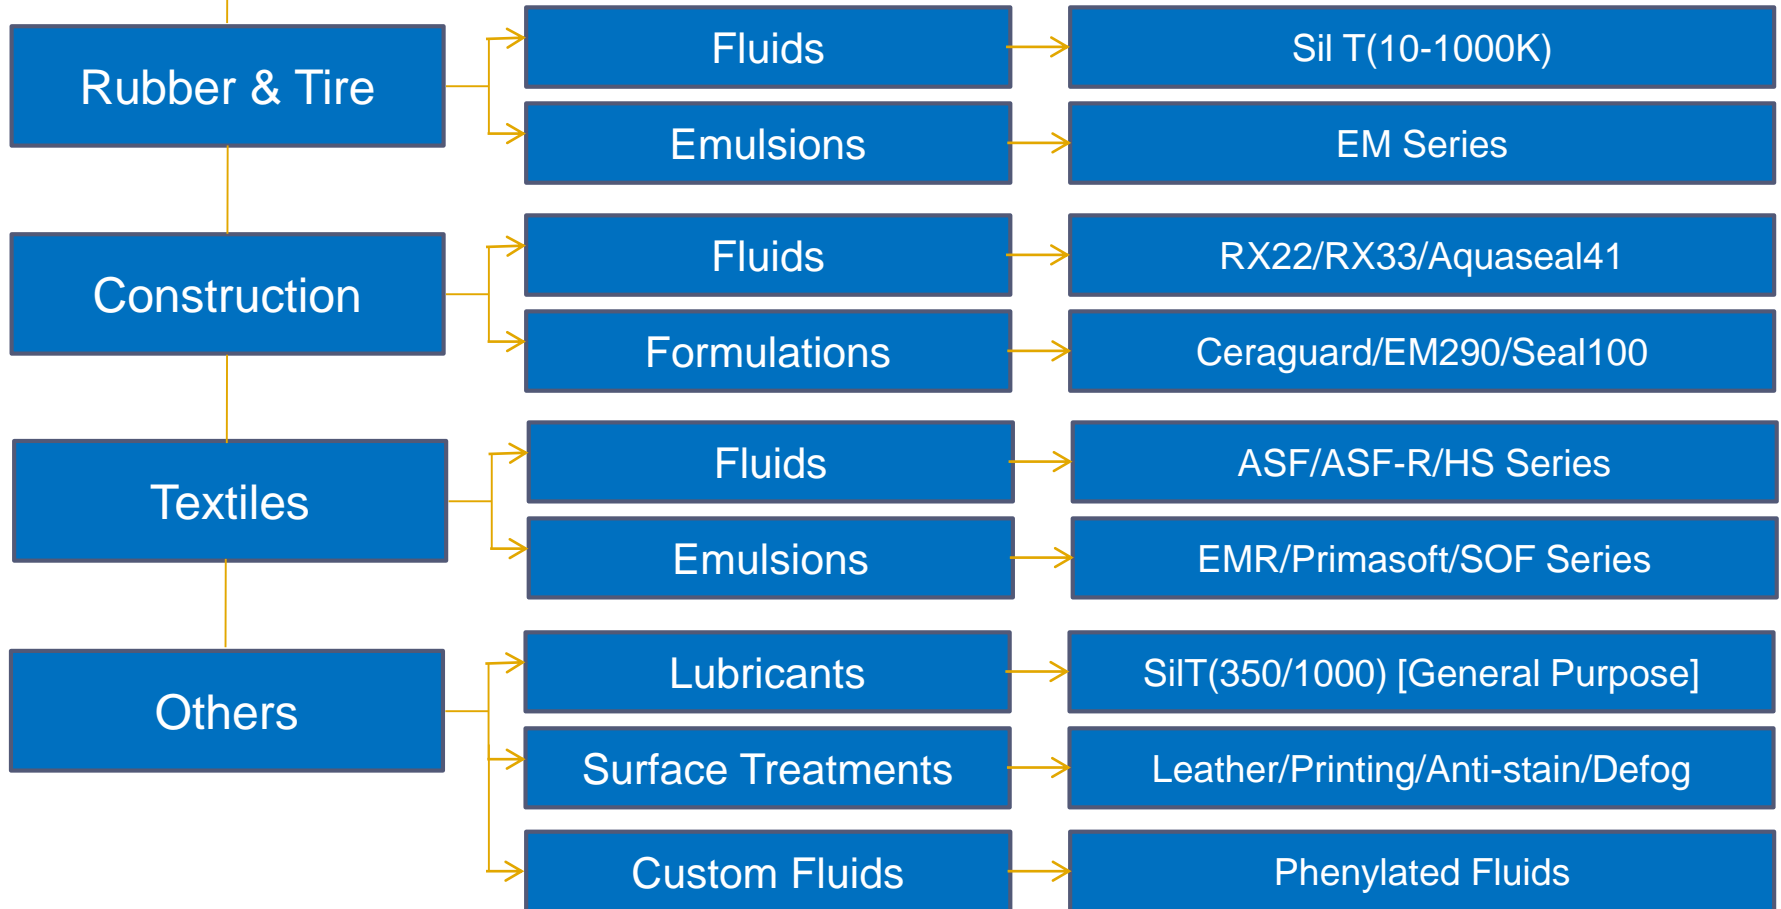 Rubber & Tire
Fluids
Sil T(10-1000K)
Emulsions
EM Series
Construction
Fluids
RX22/RX33/Aquaseal41
Formulations
Ceraguard/EM290/Seal100
Textiles
Fluids
ASF/ASF-R/HS Series
Emulsions
EMR/Primasoft/SOF Series
Others
Lubricants
SilT(350/1000) [General Purpose]
Surface Treatments
Leather/Printing/Anti-stain/Defog
Custom Fluids
Phenylated Fluids